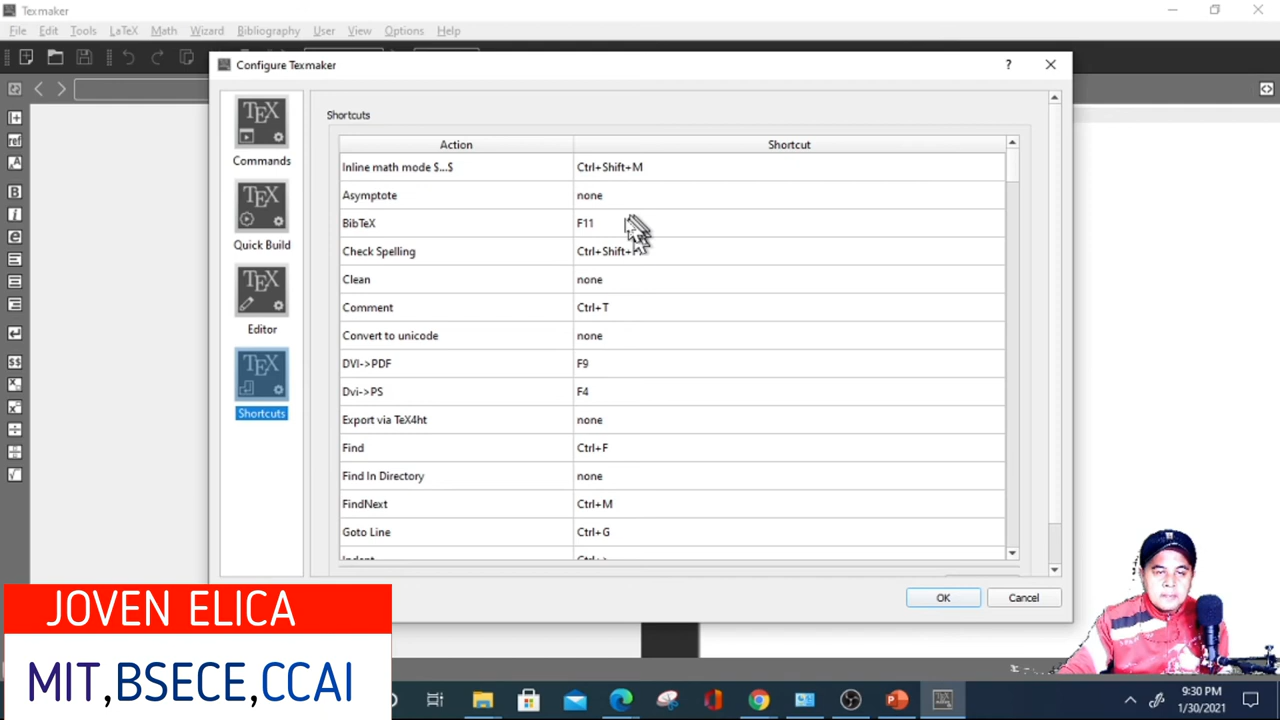 Texmaker
File Edit Tools LaTeX Math Wizard Bibliography User View Options Help
Configure Texmaker
Commands
Quick Build
Editor
Shortcuts
Shortcuts
Action Shortcut
Inline math mode $...$ Ctrl+Shift+M
Asymptote none
BibTeX F11
Check Spelling Ctrl+Shift+
Clean none
Comment Ctrl+T
Convert to unicode none
DVI->PDF F9
Dvi->PS F4
Export via TeX4ht none
Find Ctrl+F
Find In Directory none
FindNext Ctrl+M
Goto Line Ctrl+G
OK Cancel
JOVEN ELICA
MIT,BSECE,CCAI
9:30 PM
1/30/2021